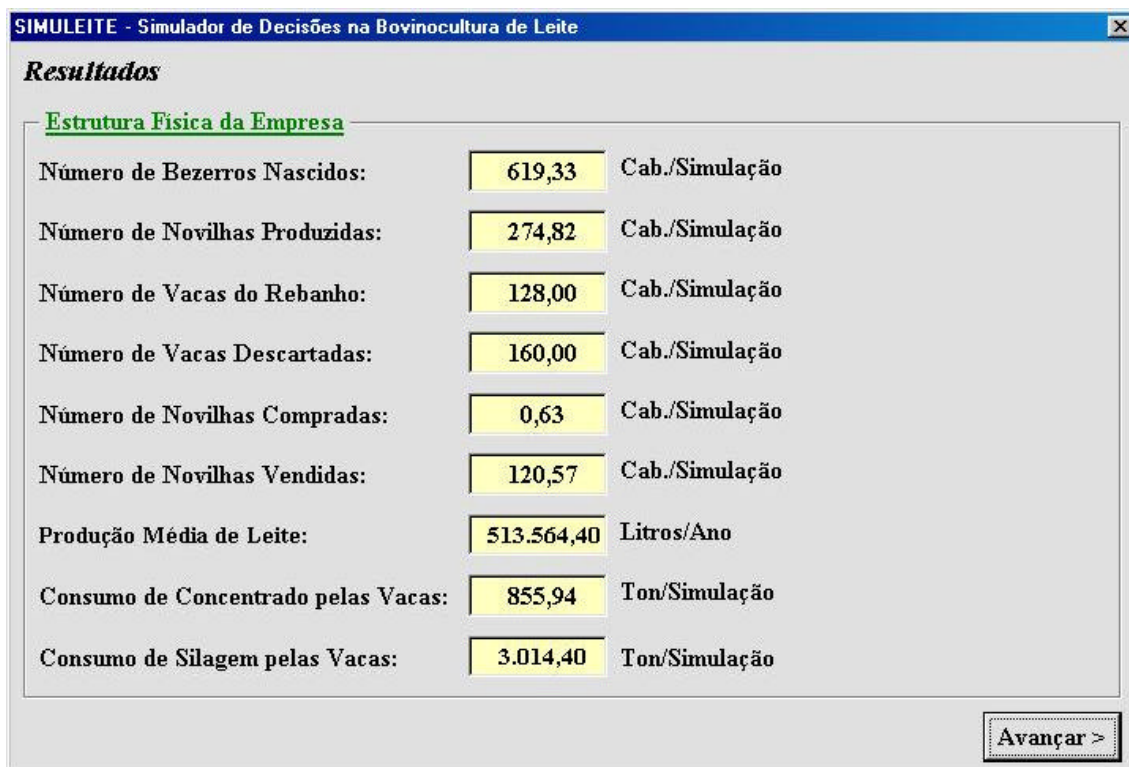 SIMULEITE - Simulador de Decisões na Bovinocultura de Leite
Resultados
Estrutura Física da Empresa
Número de Bezerros Nascidos: 619,33 Cab./Simulação
Número de Novilhas Produzidas: 274,82 Cab./Simulação
Número de Vacas do Rebanho: 128,00 Cab./Simulação
Número de Vacas Descartadas: 160,00 Cab./Simulação
Número de Novilhas Compradas: 0,63 Cab./Simulação
Número de Novilhas Vendidas: 120,57 Cab./Simulação
Produção Média de Leite: 513.564,40 Litros/Ano
Consumo de Concentrado pelas Vacas: 855,94 Ton/Simulação
Consumo de Silagem pelas Vacas: 3.014,40 Ton/Simulação
Avançar >